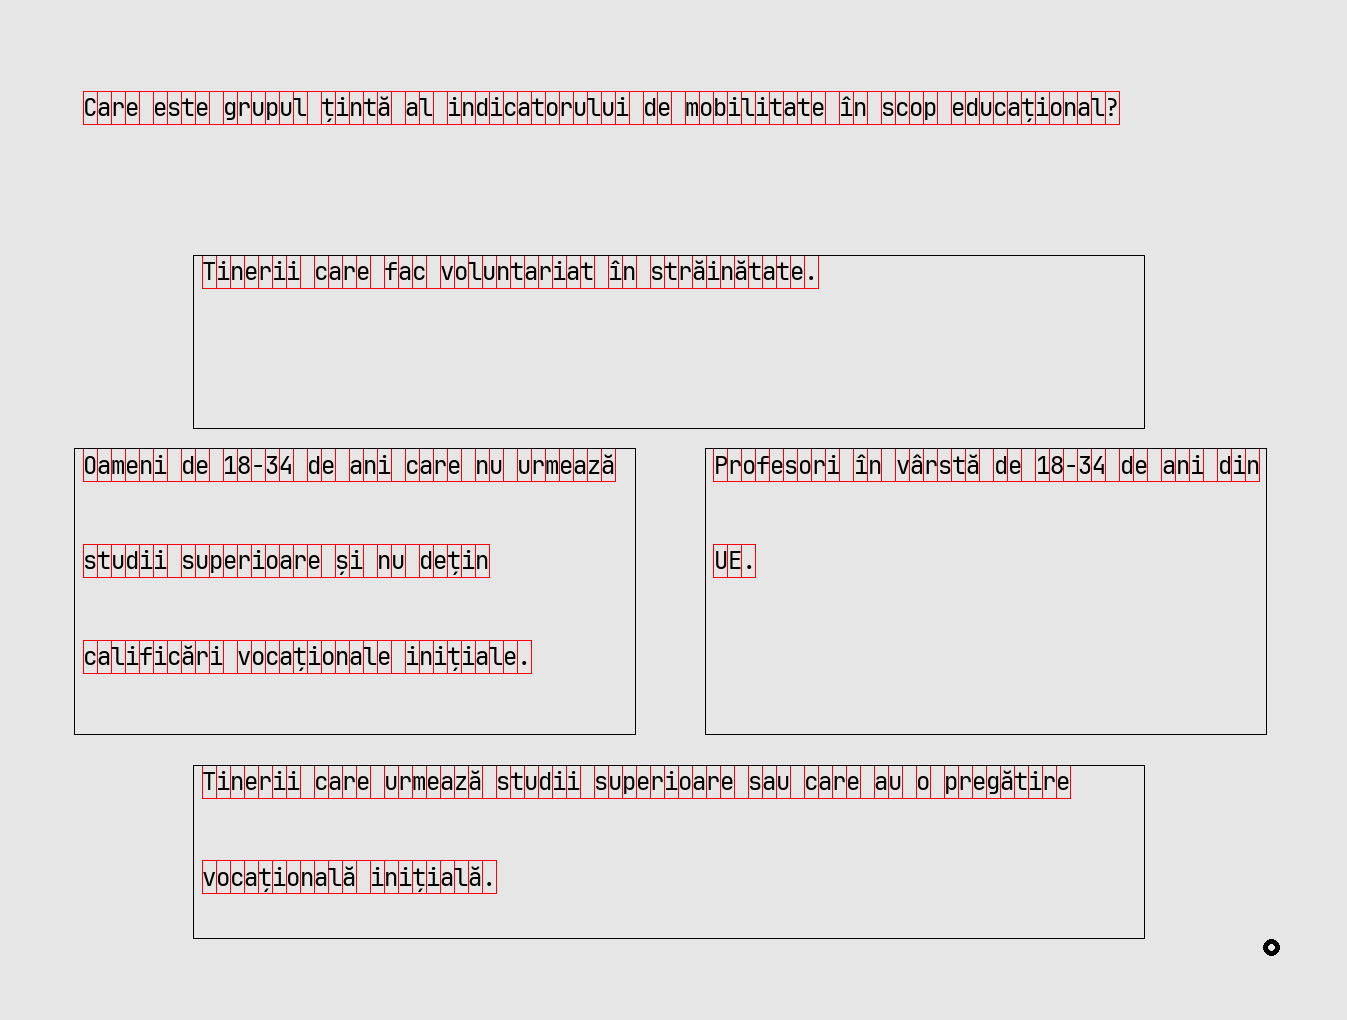 Care este grupul țintă al indicatorului de mobilitate în scop educațional?
Tinerii care fac voluntariat în străinătate.
Oameni de 18-34 de ani care nu urmează
studii superioare și nu dețin
calificări vocaționale inițiale.
Profesori în vârstă de 18-34 de ani din
UE.
Tinerii care urmează studii superioare sau care au o pregătire
vocațională inițială.